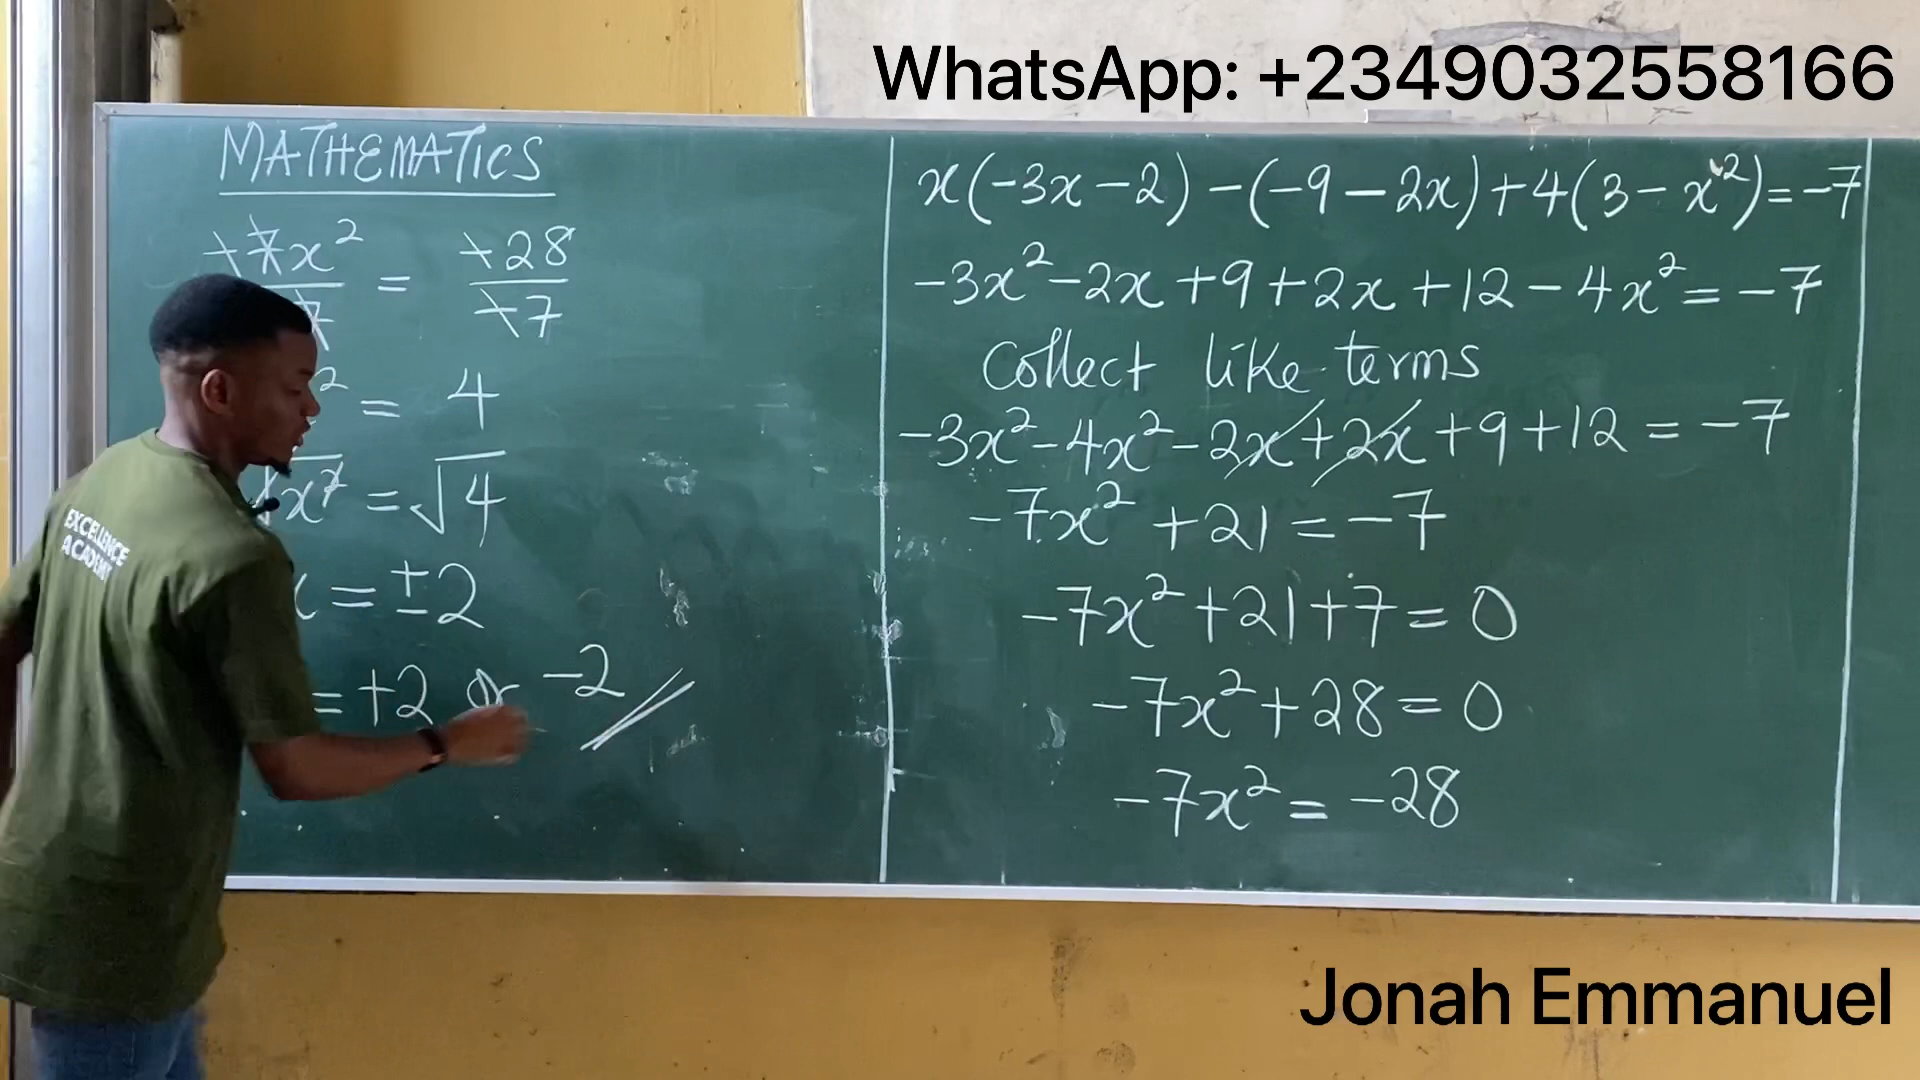 WhatsApp: +2349032558166
MATHEMATICS
-7x² / 7 = -28 / -7
² = 4
√x² = √4
x = ±2
= +2 or -2
x(-3x-2)-(-9-2x)+4(3-x²)=-7
-3x²-2x+9+2x+12-4x²=-7
Collect like terms
-3x²-4x²-2x+2x+9+12=-7
-7x²+21=-7
-7x²+21+7=0
-7x²+28=0
-7x²=-28
EXCELLENCE
ACADEMY
Jonah Emmanuel